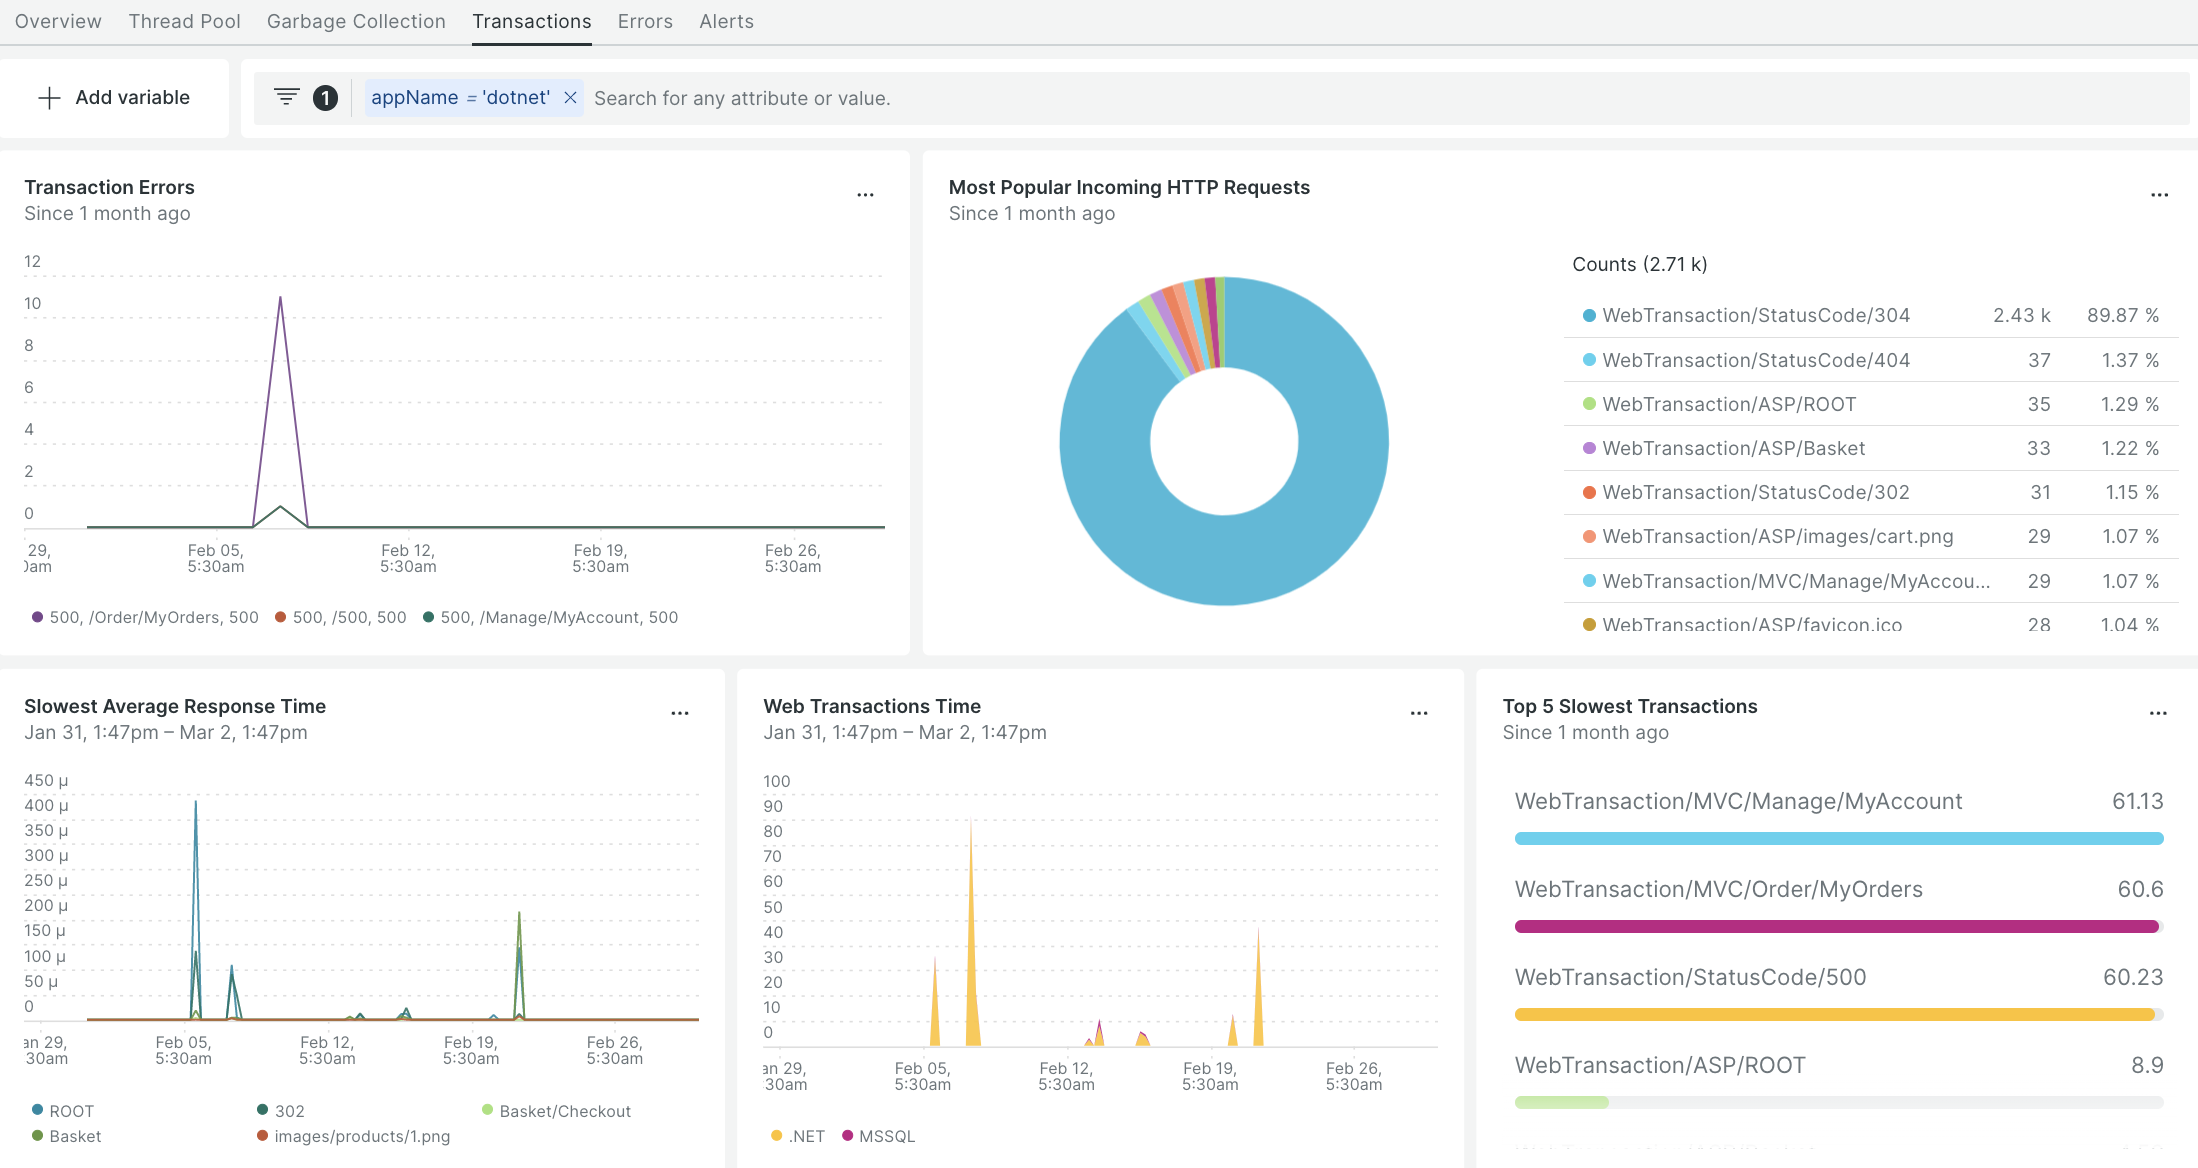 Overview Thread Pool Garbage Collection Transactions Errors Alerts
Add variable
1 appName = 'dotnet' × Search for any attribute or value.
Transaction Errors
Since 1 month ago
...
12
10
8
6
4
2
0
29, Feb 05, Feb 12, Feb 19, Feb 26,
0am 5:30am 5:30am 5:30am 5:30am
500, /Order/MyOrders, 500 500, /500, 500 500, /Manage/MyAccount, 500
Most Popular Incoming HTTP Requests
Since 1 month ago
...
Counts (2.71 k)
WebTransaction/StatusCode/304 2.43 k 89.87 %
WebTransaction/StatusCode/404 37 1.37 %
WebTransaction/ASP/ROOT 35 1.29 %
WebTransaction/ASP/Basket 33 1.22 %
WebTransaction/StatusCode/302 31 1.15 %
WebTransaction/ASP/images/cart.png 29 1.07 %
WebTransaction/MVC/Manage/MyAccou... 29 1.07 %
WebTransaction/ASP/favicon.ico 28 1.04 %
Slowest Average Response Time
Jan 31, 1:47pm – Mar 2, 1:47pm
...
450 µ
400 µ
350 µ
300 µ
250 µ
200 µ
150 µ
100 µ
50 µ
0
an 29, Feb 05, Feb 12, Feb 19, Feb 26,
30am 5:30am 5:30am 5:30am 5:30am
ROOT 302 Basket/Checkout
Basket images/products/1.png
Web Transactions Time
Jan 31, 1:47pm – Mar 2, 1:47pm
...
100
90
80
70
60
50
40
30
20
10
0
an 29, Feb 05, Feb 12, Feb 19, Feb 26,
30am 5:30am 5:30am 5:30am 5:30am
.NET MSSQL
Top 5 Slowest Transactions
Since 1 month ago
...
WebTransaction/MVC/Manage/MyAccount 61.13
WebTransaction/MVC/Order/MyOrders 60.6
WebTransaction/StatusCode/500 60.23
WebTransaction/ASP/ROOT 8.9